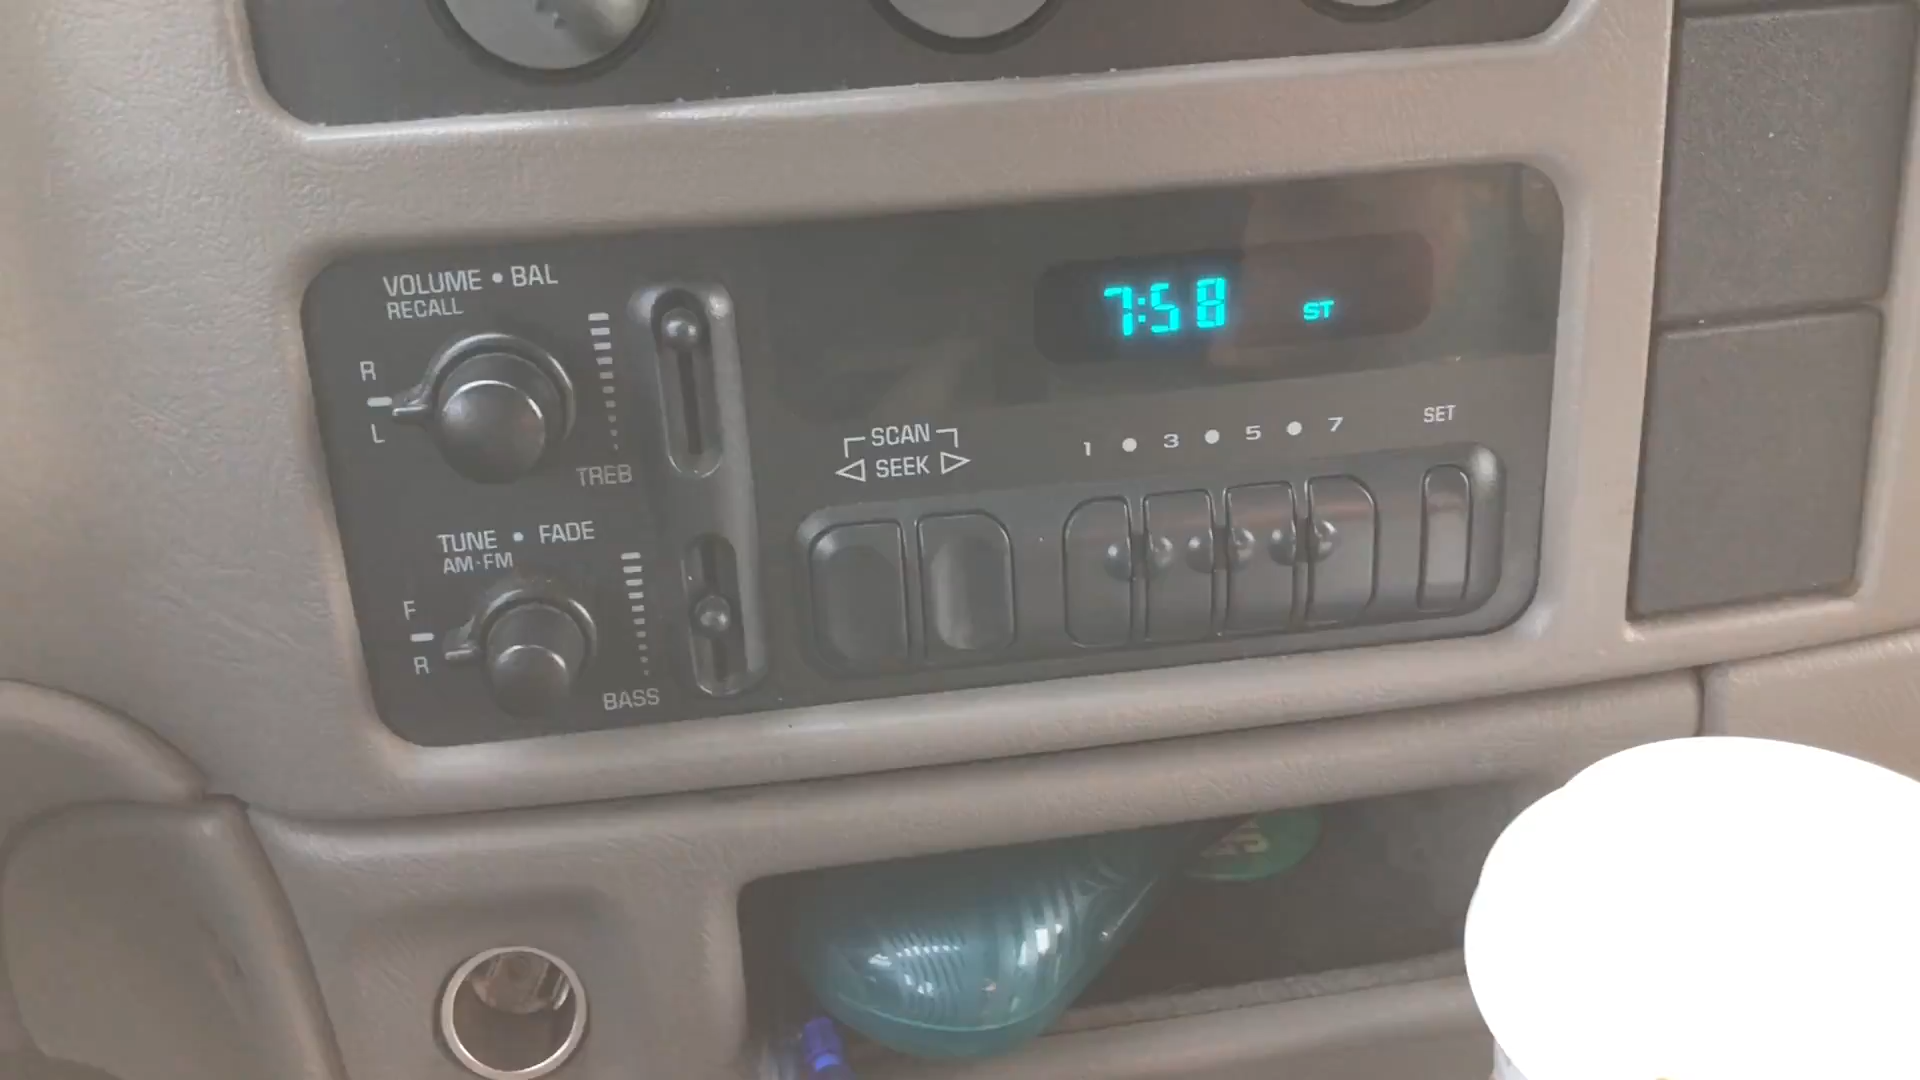 VOLUME • BAL
RECALL
R
L
TREB
7:58 ST
SCAN
SEEK
1 • 3 • 5 • 7
SET
TUNE • FADE
AM·FM
F
R
BASS